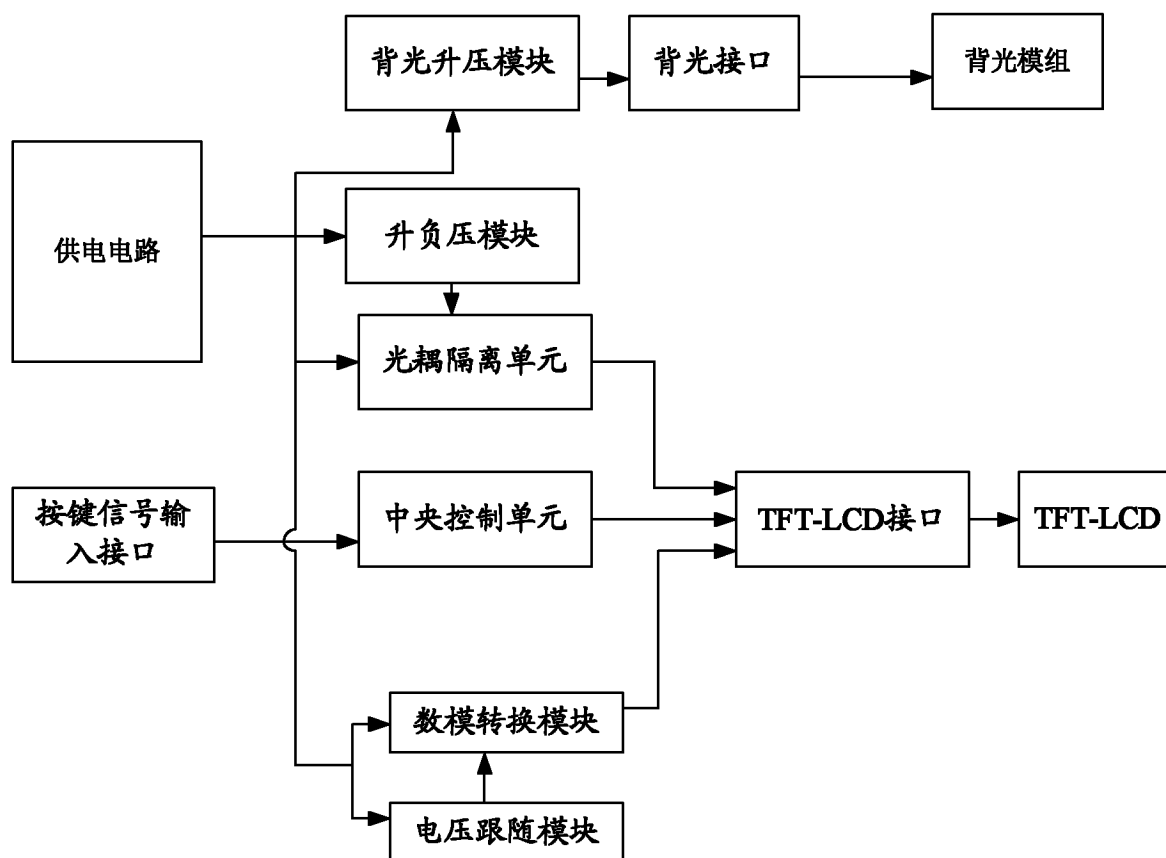 背光升压模块
背光接口
背光模组
供电电路
升负压模块
光耦隔离单元
按键信号输
入接口
中央控制单元
TFT-LCD接口
TFT-LCD
数模转换模块
电压跟随模块